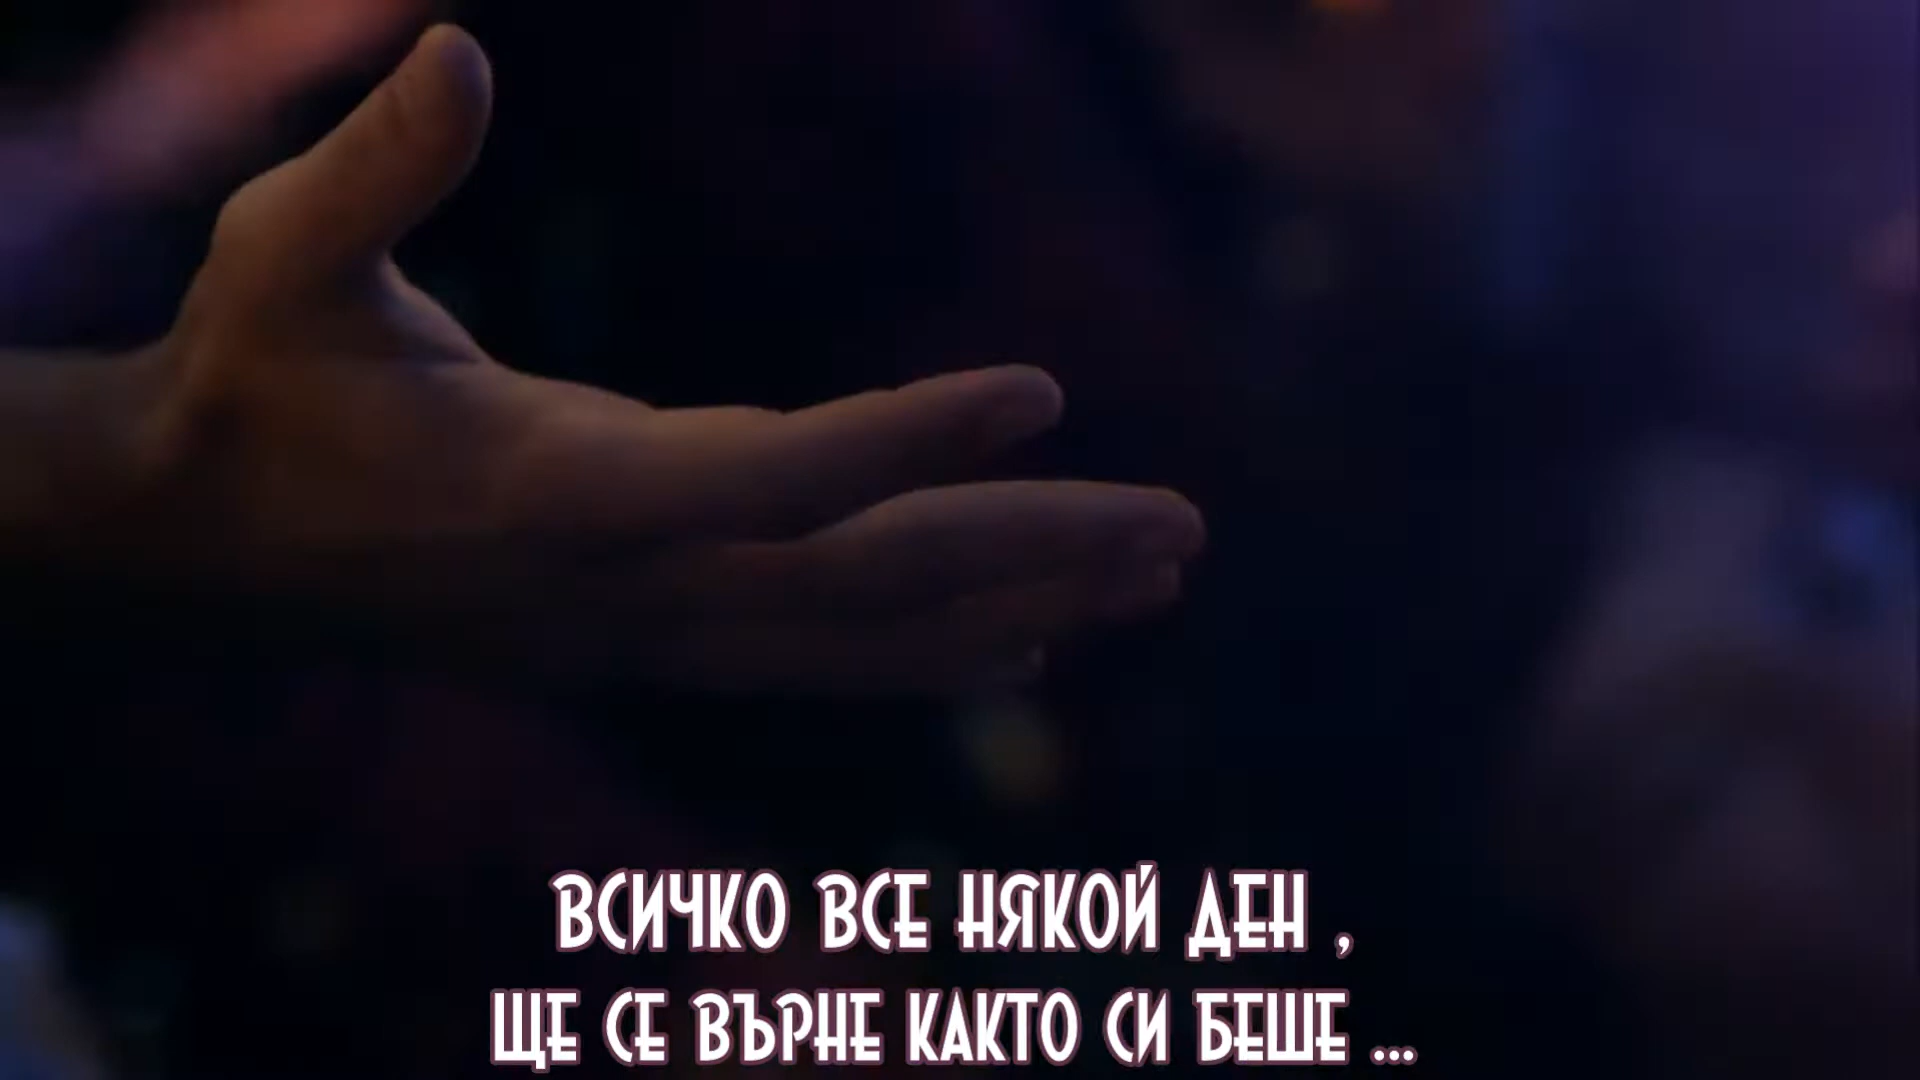 ВСИЧКО ВСЕ НЯКОЙ ДЕН ,
ЩЕ СЕ ВЪРНЕ КАКТО СИ БЕШЕ ...